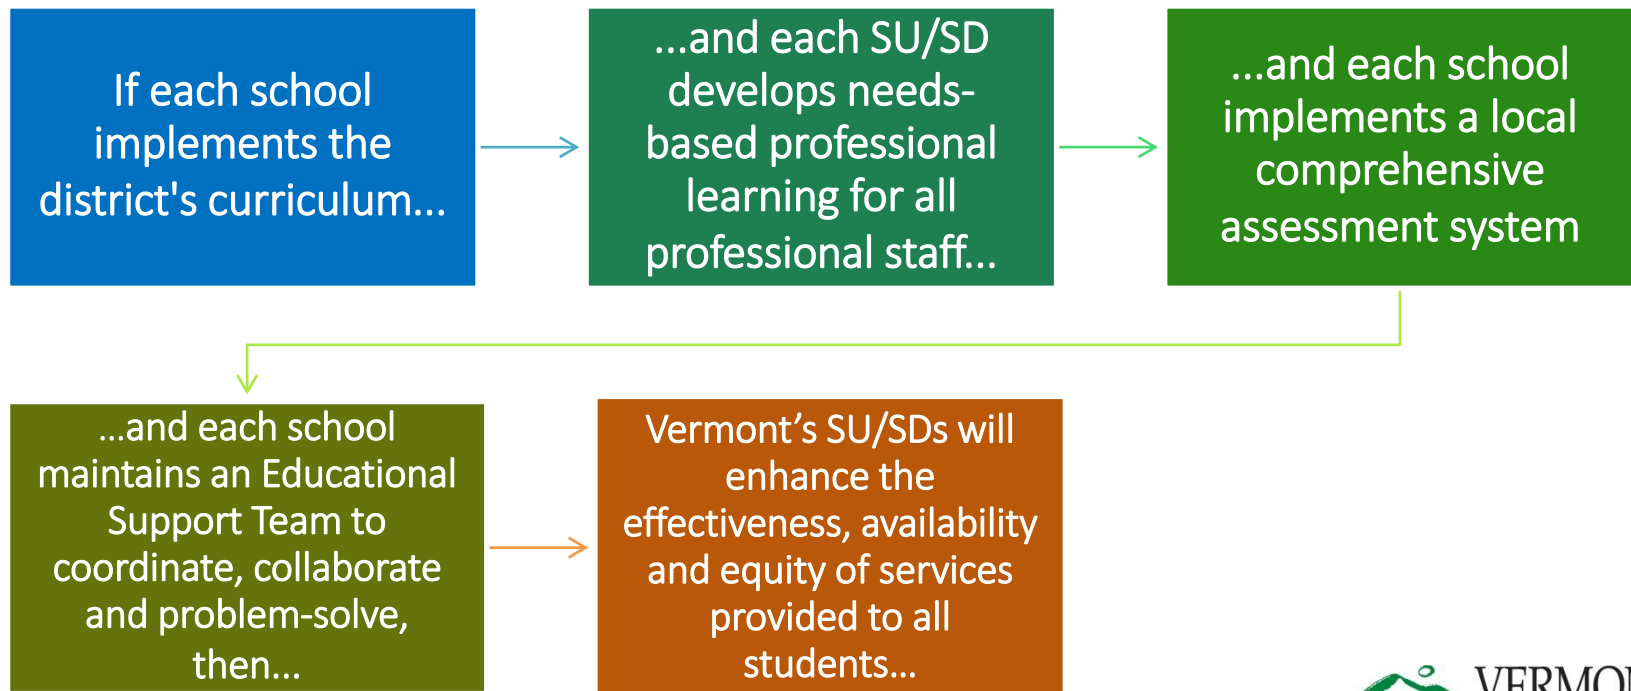 If each school
implements the
district's curriculum...
...and each SU/SD
develops needs-
based professional
learning for all
professional staff...
...and each school
implements a local
comprehensive
assessment system
...and each school
maintains an Educational
Support Team to
coordinate, collaborate
and problem-solve,
then...
Vermont’s SU/SDs will
enhance the
effectiveness, availability
and equity of services
provided to all
students...